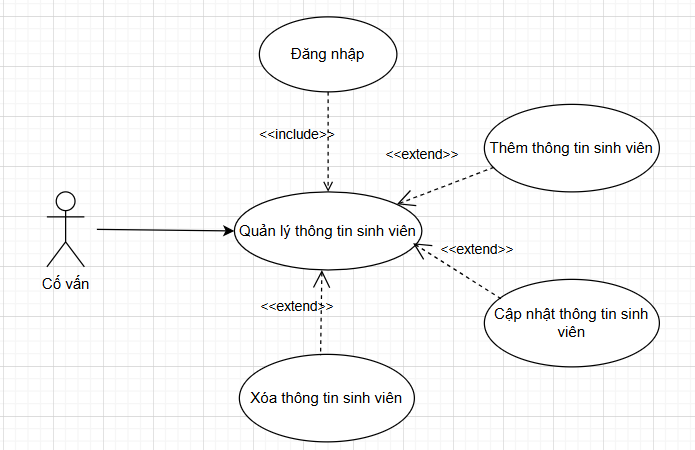 Đăng nhập
<<include>>
<<extend>>
Thêm thông tin sinh viên
Quản lý thông tin sinh viên
<<extend>>
Cố vấn
<<extend>>
Cập nhật thông tin sinh
viên
Xóa thông tin sinh viên